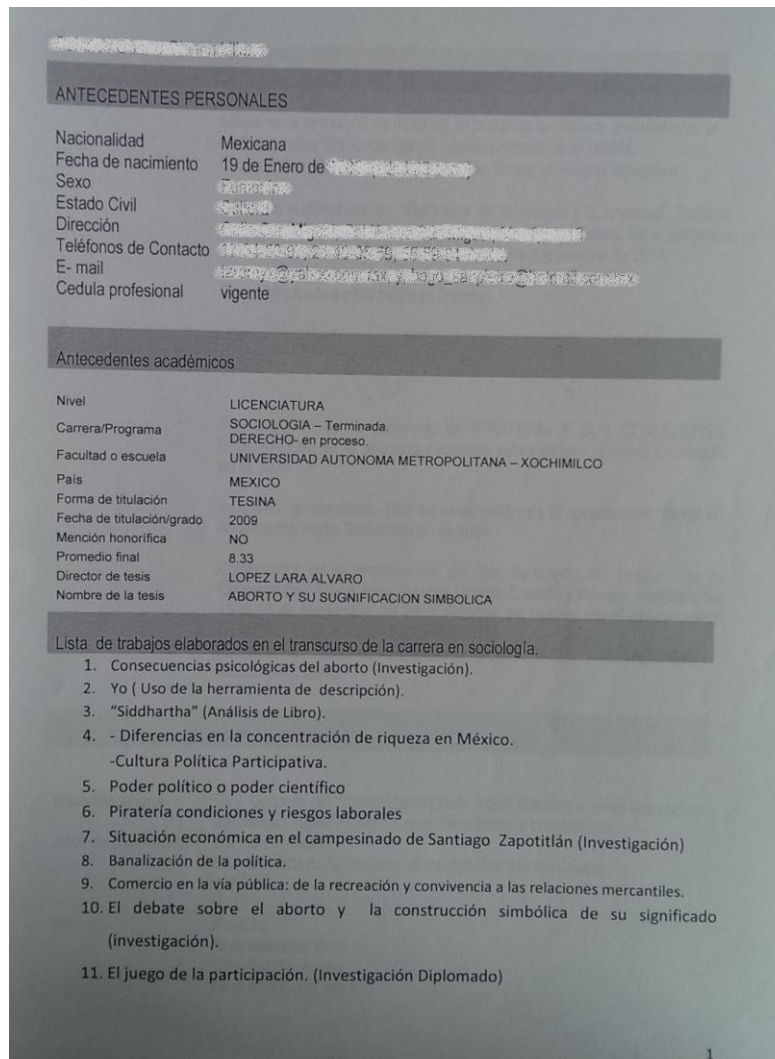 ANTECEDENTES PERSONALES
Nacionalidad Mexicana
Fecha de nacimiento 19 de Enero de
Sexo
Estado Civil
Dirección
Teléfonos de Contacto
E- mail
Cedula profesional vigente
Antecedentes académicos
Nivel LICENCIATURA
Carrera/Programa SOCIOLOGIA – Terminada.
DERECHO- en proceso.
Facultad o escuela UNIVERSIDAD AUTONOMA METROPOLITANA – XOCHIMILCO
País MEXICO
Forma de titulación TESINA
Fecha de titulación/grado 2009
Mención honorífica NO
Promedio final 8.33
Director de tesis LOPEZ LARA ALVARO
Nombre de la tesis ABORTO Y SU SUGNIFICACION SIMBOLICA
Lista de trabajos elaborados en el transcurso de la carrera en sociología.
1. Consecuencias psicológicas del aborto (Investigación).
2. Yo ( Uso de la herramienta de descripción).
3. “Siddhartha” (Análisis de Libro).
4. - Diferencias en la concentración de riqueza en México.
-Cultura Política Participativa.
5. Poder político o poder científico
6. Piratería condiciones y riesgos laborales
7. Situación económica en el campesinado de Santiago Zapotitlán (Investigación)
8. Banalización de la política.
9. Comercio en la vía pública: de la recreación y convivencia a las relaciones mercantiles.
10. El debate sobre el aborto y la construcción simbólica de su significado
(investigación).
11. El juego de la participación. (Investigación Diplomado)
1